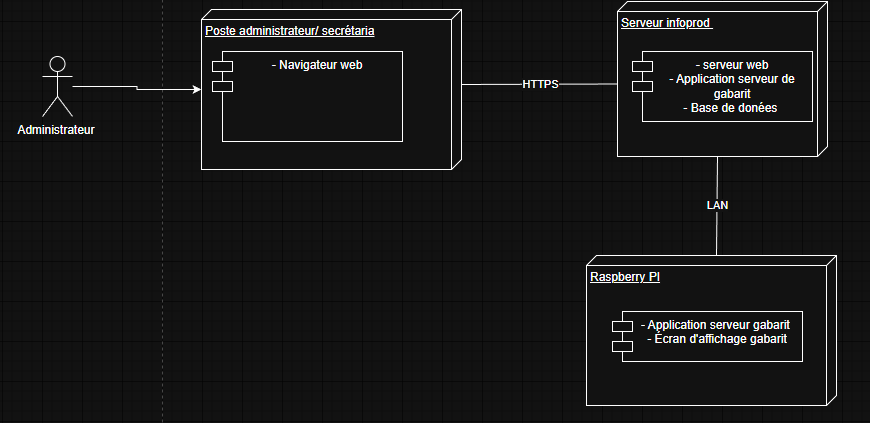 Poste administrateur/ secrétaria
- Navigateur web
Administrateur
HTTPS
Serveur infoprod
- serveur web
- Application serveur de
gabarit
- Base de donées
LAN
Raspberry PI
- Application serveur gabarit
- Écran d'affichage gabarit